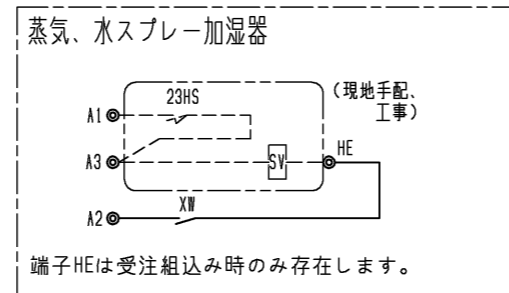 蒸気、水スプレー加湿器
23HS
(現地手配、
工事)
A1
HE
A3
SV
XW
A2
端子HEは受注組込み時のみ存在します。